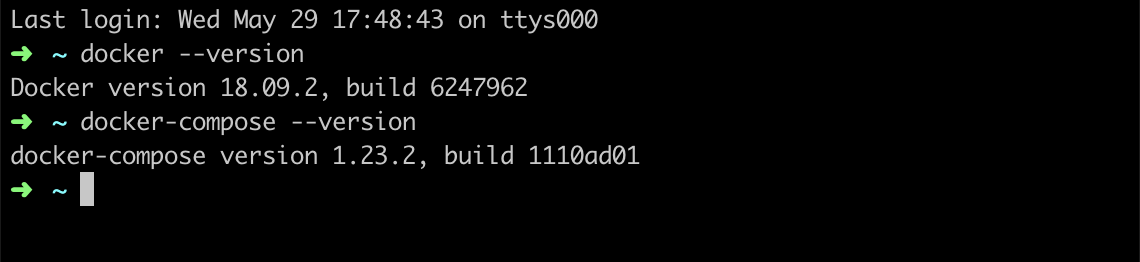 Last login: Wed May 29 17:48:43 on ttys000
➜ ~ docker --version
Docker version 18.09.2, build 6247962
➜ ~ docker-compose --version
docker-compose version 1.23.2, build 1110ad01
➜ ~